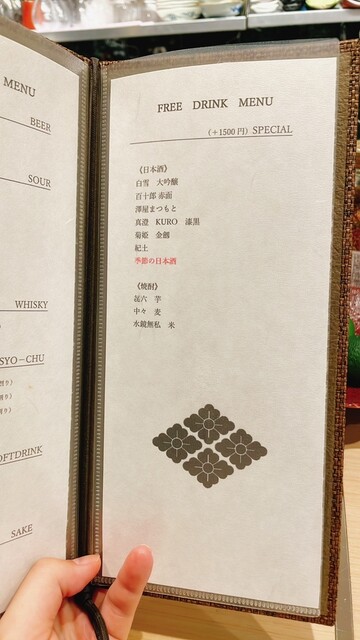 MENU
BEER
SOUR
WHISKY
SYO－CHU
OFTDRINK
SAKE
FREE DRINK MENU
(＋1500円) SPECIAL
《日本酒》
白雪 大吟醸
百十郎 赤面
澤屋まつもと
真澄 KURO 漆黒
菊姫 金劔
紀土
季節の日本酒
《焼酎》
㐂六 芋
中々 麦
水鏡無私 米